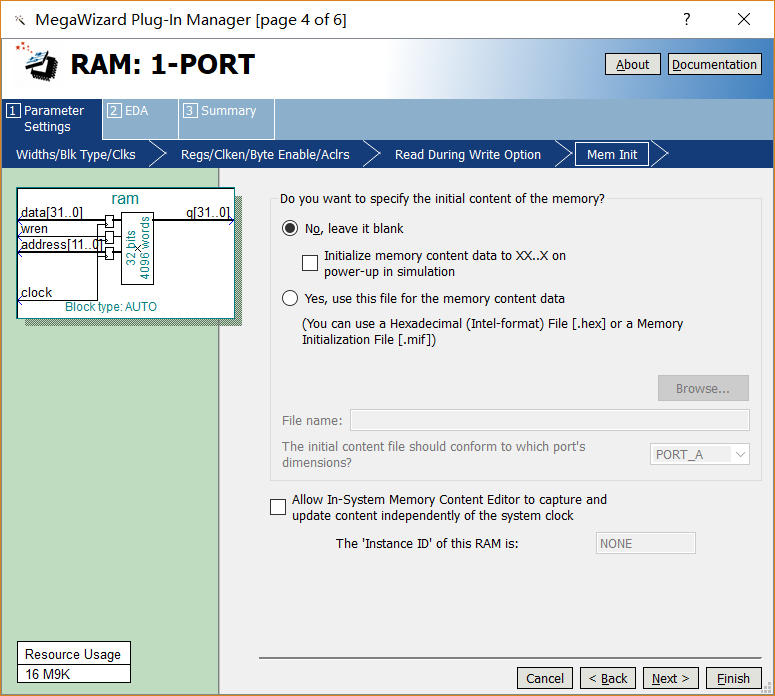 MegaWizard Plug-In Manager [page 4 of 6]
?
RAM: 1-PORT
About
Documentation
1 Parameter
Settings
2 EDA
3 Summary
Widths/Blk Type/Clks
Regs/Clken/Byte Enable/Aclrs
Read During Write Option
Mem Init
ram
data[31..0]
q[31..0]
wren
address[11..0]
clock
32 bits
4096 words
Block type: AUTO
Do you want to specify the initial content of the memory?
No, leave it blank
Initialize memory content data to XX..X on
power-up in simulation
Yes, use this file for the memory content data
(You can use a Hexadecimal (Intel-format) File [.hex] or a Memory
Initialization File [.mif])
Browse...
File name:
The initial content file should conform to which port's
dimensions?
PORT_A
Allow In-System Memory Content Editor to capture and
update content independently of the system clock
The 'Instance ID' of this RAM is:
NONE
Resource Usage
16 M9K
Cancel
< Back
Next >
Finish